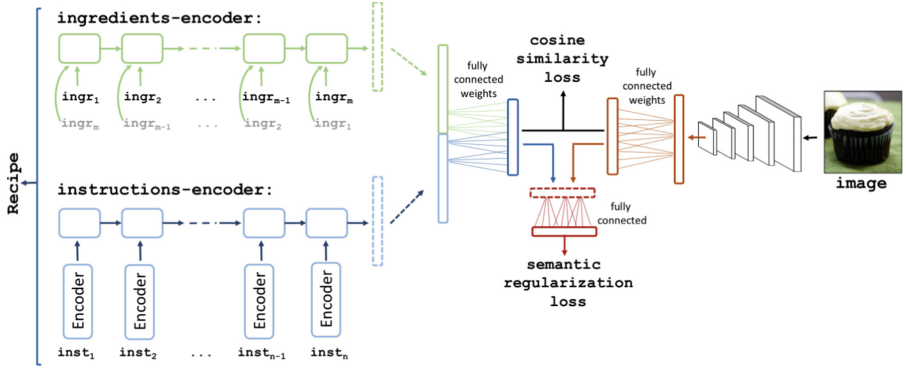 ingredients-encoder:
ingr1 ingr2 ... ingrm-1 ingrm
ingrm ingrm-1 ... ingr2 ingr1
Recipe
instructions-encoder:
Encoder Encoder Encoder Encoder
inst1 inst2 ... instn-1 instn
fully
connected
weights
cosine
similarity
loss
fully
connected
weights
image
fully
connected
semantic
regularization
loss